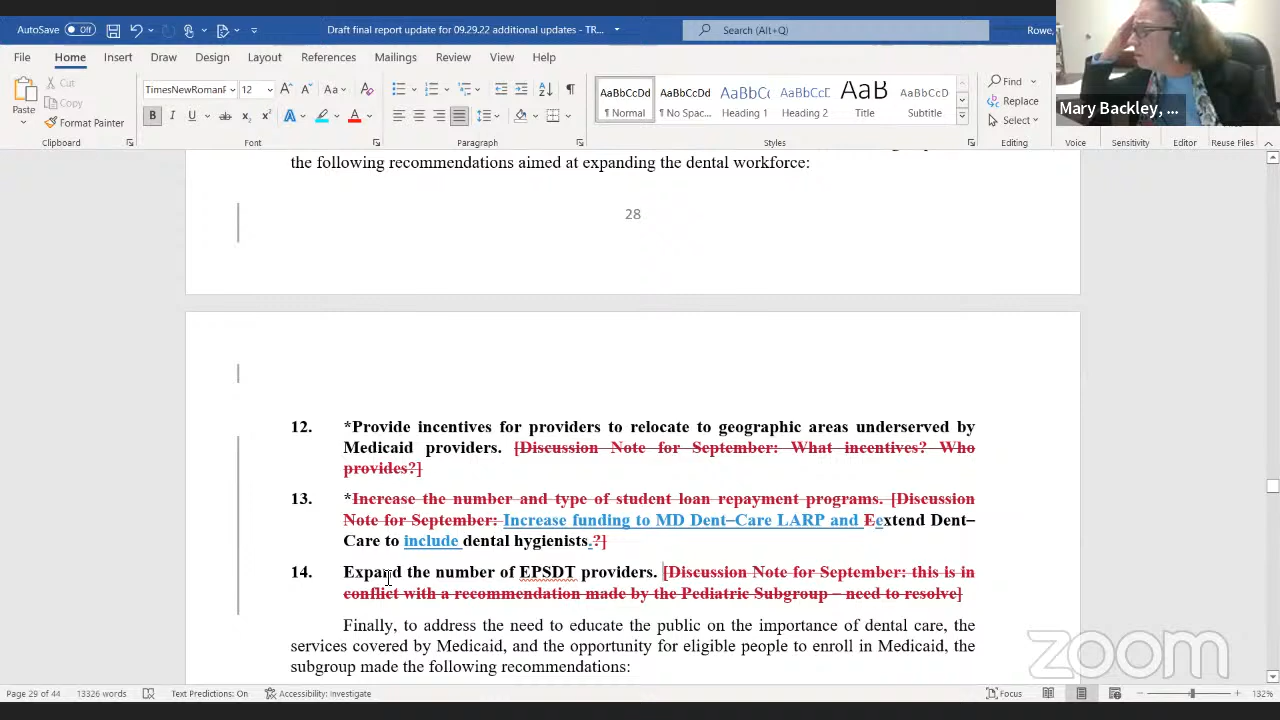 AutoSave Off Draft final report update for 09.29.22 additional updates - TR... Search (Alt+Q) Rowe,
File Home Insert Draw Design Layout References Mailings Review View Help
Mary Backley, ...
Paste Cut Copy Format Painter
TimesNewRomanF 12
AaBbCcDd AaBbCcDd AaBbC( AaBbCcE AaB AaBbCcD
Normal No Spac... Heading 1 Heading 2 Title Subtitle
Find Replace Select
Clipboard Font Paragraph Styles Editing Voice Sensitivity Editor Reuse Files
the following recommendations aimed at expanding the dental workforce:
28
12. *Provide incentives for providers to relocate to geographic areas underserved by
Medicaid providers. [Discussion Note for September: What incentives? Who
provides?]
13. *Increase the number and type of student loan repayment programs. [Discussion
Note for September: Increase funding to MD Dent–Care LARP and Eextend Dent–
Care to include dental hygienists.?]
14. Expand the number of EPSDT providers. [Discussion Note for September: this is in
conflict with a recommendation made by the Pediatric Subgroup – need to resolve]
Finally, to address the need to educate the public on the importance of dental care, the
services covered by Medicaid, and the opportunity for eligible people to enroll in Medicaid, the
subgroup made the following recommendations:
zoom
Page 29 of 44 13326 words Text Predictions: On Accessibility: Investigate Focus 132%